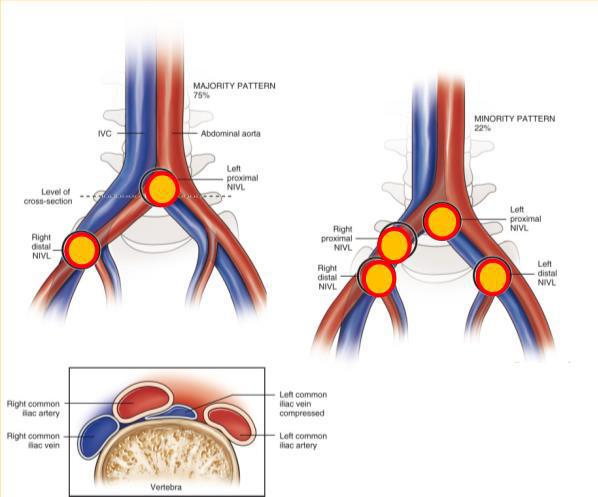 MAJORITY PATTERN
75%
IVC
Abdominal aorta
Left
proximal
NIVL
Level of
cross-section
Right
distal
NIVL
MINORITY PATTERN
22%
Left
proximal
NIVL
Right
proximal
NIVL
Right
distal
NIVL
Left
distal
NIVL
Right common
iliac artery
Right common
iliac vein
Left common
iliac vein
compressed
Left common
iliac artery
Vertebra